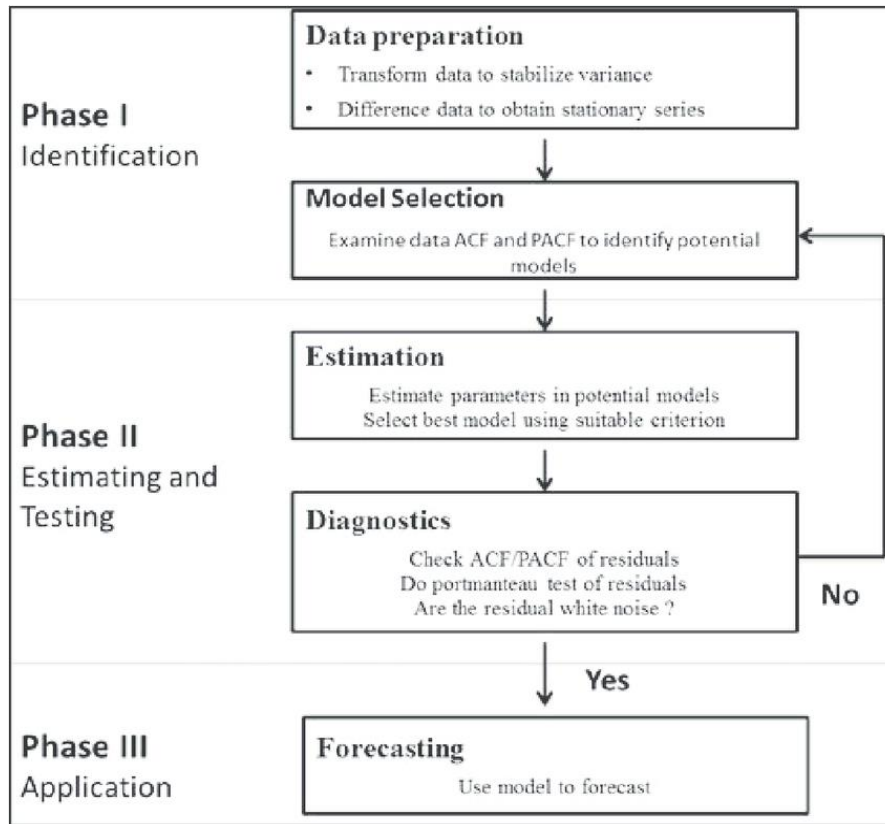 Data preparation
• Transform data to stabilize variance
• Difference data to obtain stationary series
Phase I
Identification
Model Selection
Examine data ACF and PACF to identify potential
models
Estimation
Estimate parameters in potential models
Select best model using suitable criterion
Phase II
Estimating and
Testing
Diagnostics
Check ACF/PACF of residuals
Do portmanteau test of residuals
Are the residual white noise ?
No
Yes
Phase III
Application
Forecasting
Use model to forecast